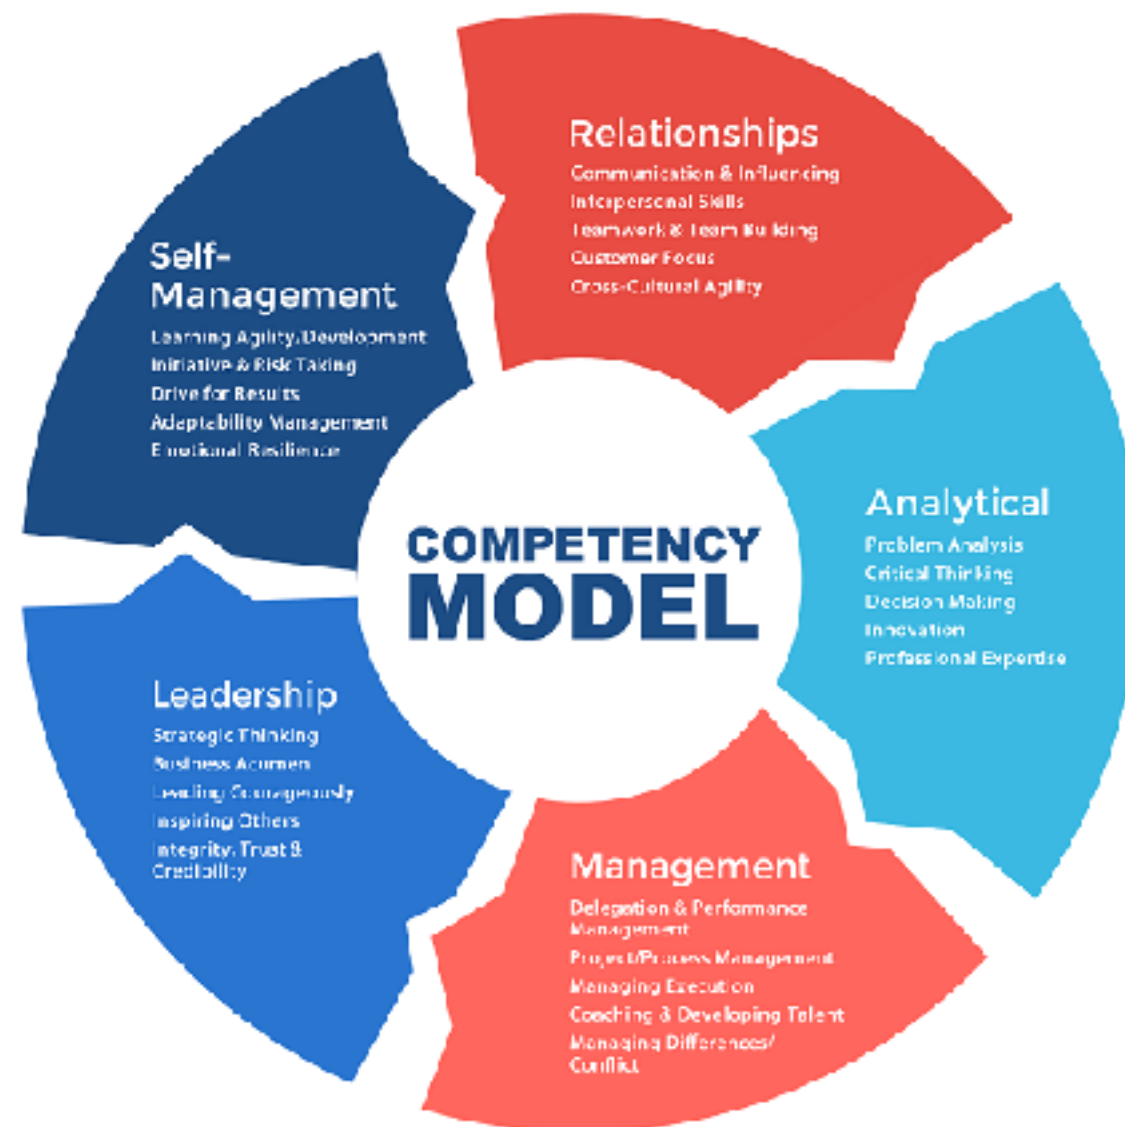 Relationships
Communication & Influencing
Interpersonal Skills
Teamwork & Team Building
Customer Focus
Cross-Cultural Agility
Analytical
Problem Analysis
Critical Thinking
Decision Making
Innovation
Professional Expertise
Management
Delegation & Performance
Management
Project/Process Management
Managing Execution
Coaching & Developing Talent
Managing Differences/
Conflict
Leadership
Strategic Thinking
Business Acumen
Leading Courageously
Inspiring Others
Integrity, Trust &
Credibility
Self-
Management
Learning Agility/Development
Initiative & Risk Taking
Drive for Results
Adaptability Management
Emotional Resilience
COMPETENCY
MODEL